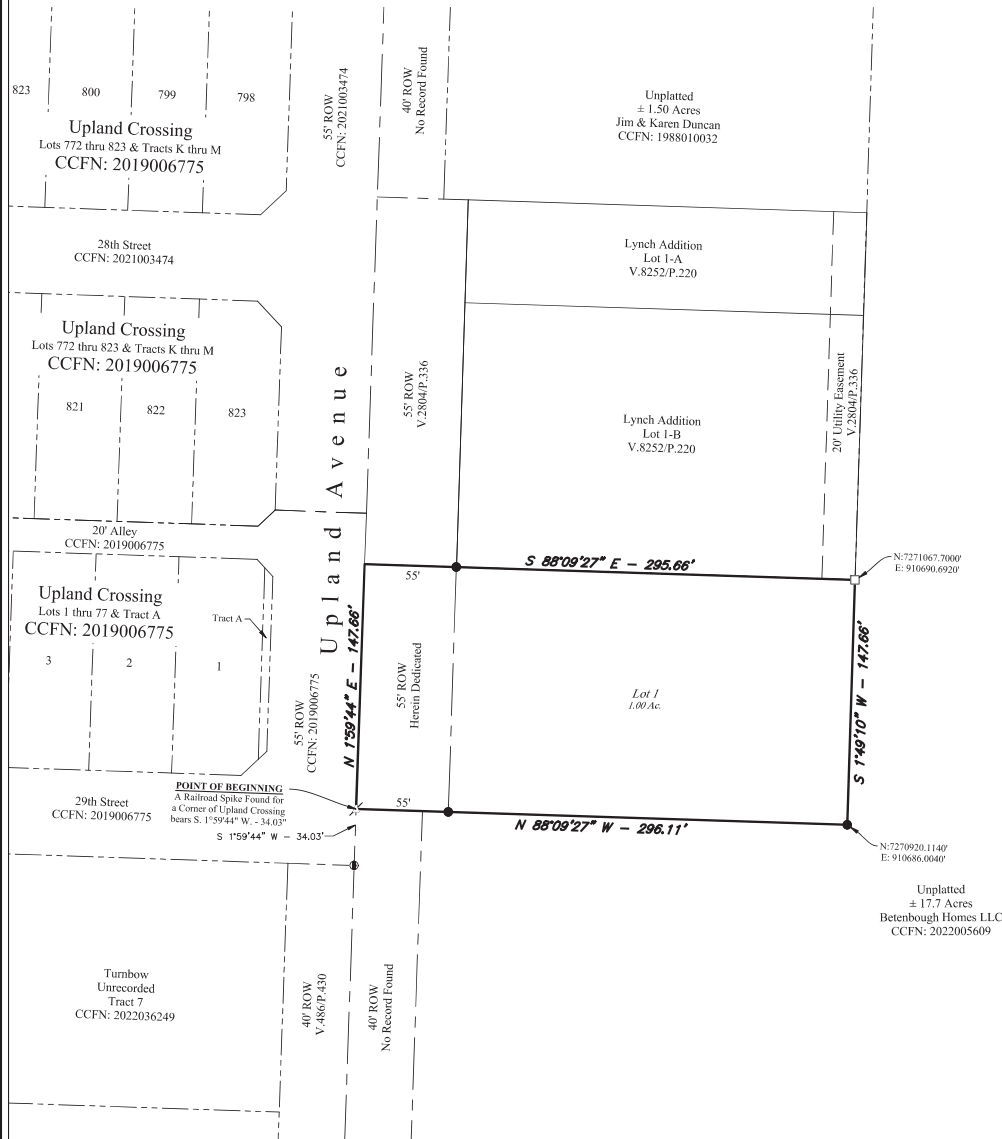 823
800
799
798
Upland Crossing
Lots 772 thru 823 & Tracts K thru M
CCFN: 2019006775
55' ROW
CCFN: 2021003474
40' ROW
No Record Found
Unplatted
± 1.50 Acres
Jim & Karen Duncan
CCFN: 1988010032
28th Street
CCFN: 2021003474
Lynch Addition
Lot 1-A
V.8252/P.220
Upland Crossing
Lots 772 thru 823 & Tracts K thru M
CCFN: 2019006775
821
822
823
Upland Avenue
55' ROW
V.2804/P.336
Lynch Addition
Lot 1-B
V.8252/P.220
20' Utility Easement
V.2804/P.336
20' Alley
CCFN: 2019006775
55'
S 88°09'27" E - 295.66'
N:7271067.7000'
E: 910690.6920'
Upland Crossing
Lots 1 thru 77 & Tract A
CCFN: 2019006775
Tract A
3
2
1
55' ROW
CCFN: 2019006775
N 1°59'44" E - 147.66'
55' ROW
Herein Dedicated
Lot 1
1.00 Ac.
S 1°49'10" W - 147.66'
29th Street
CCFN: 2019006775
POINT OF BEGINNING
A Railroad Spike Found for
a Corner of Upland Crossing
bears S. 1°59'44" W. - 34.03"
S 1°59'44" W - 34.03'
55'
N 88°09'27" W - 296.11'
N:7270920.1140'
E: 910686.0040'
Unplatted
± 17.7 Acres
Betenbough Homes LLC
CCFN: 2022005609
Turnbow
Unrecorded
Tract 7
CCFN: 2022036249
40' ROW
V.486/P.430
40' ROW
No Record Found